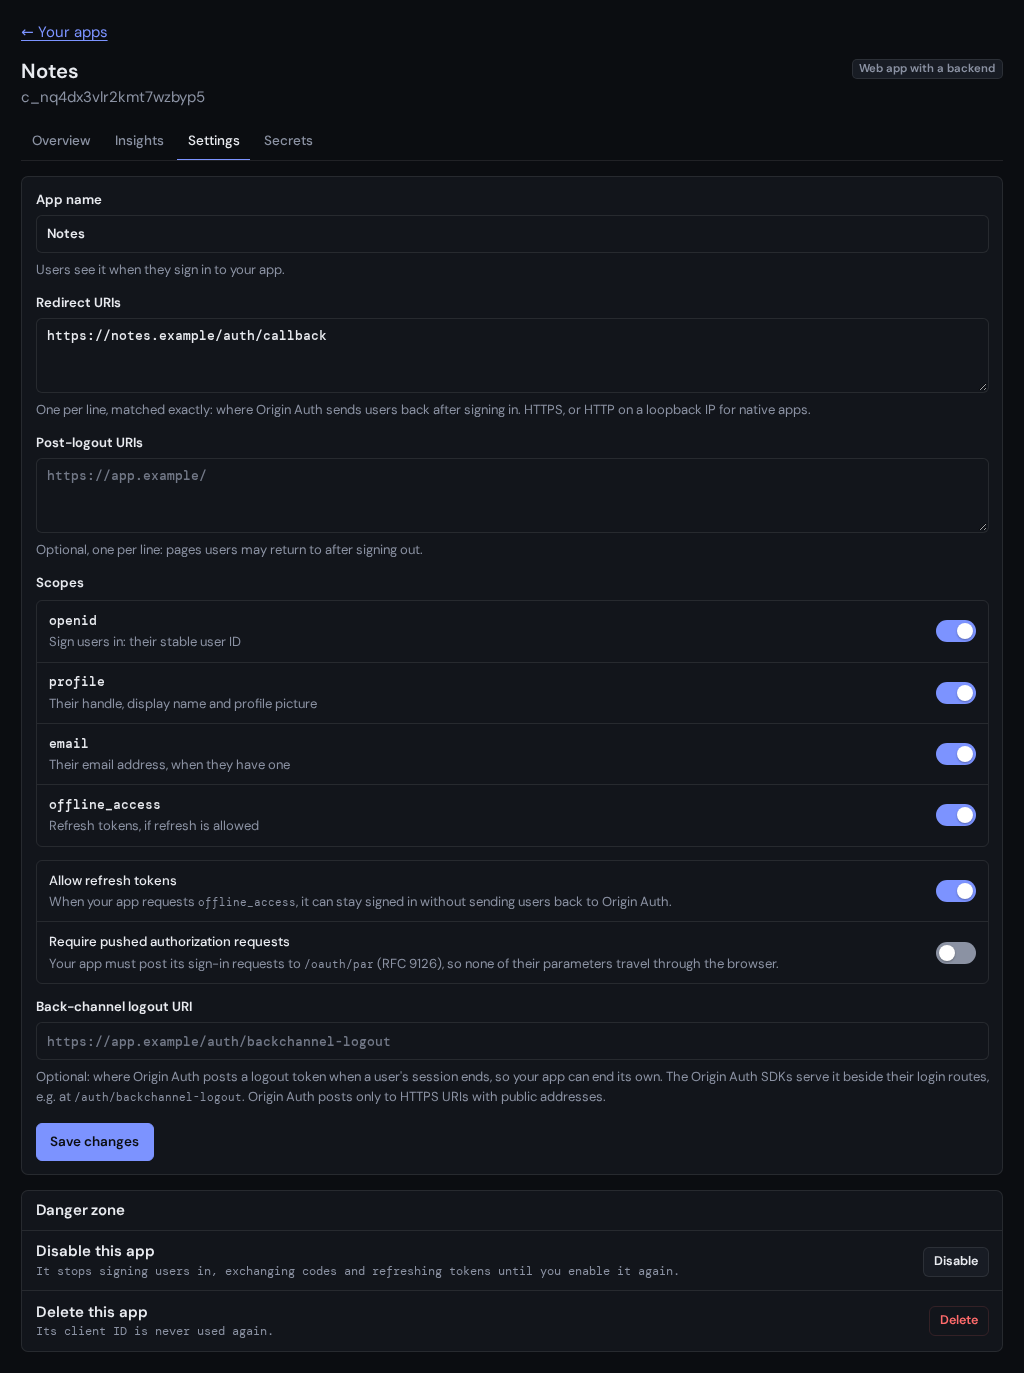 ← Your apps
Notes
Web app with a backend
c_nq4dx3vlr2kmt7wzbyp5
Overview Insights Settings Secrets
App name
Notes
Users see it when they sign in to your app.
Redirect URIs
https://notes.example/auth/callback
One per line, matched exactly: where Origin Auth sends users back after signing in. HTTPS, or HTTP on a loopback IP for native apps.
Post-logout URIs
https://app.example/
Optional, one per line: pages users may return to after signing out.
Scopes
openid
Sign users in: their stable user ID
profile
Their handle, display name and profile picture
email
Their email address, when they have one
offline_access
Refresh tokens, if refresh is allowed
Allow refresh tokens
When your app requests offline_access, it can stay signed in without sending users back to Origin Auth.
Require pushed authorization requests
Your app must post its sign-in requests to /oauth/par (RFC 9126), so none of their parameters travel through the browser.
Back-channel logout URI
https://app.example/auth/backchannel-logout
Optional: where Origin Auth posts a logout token when a user's session ends, so your app can end its own. The Origin Auth SDKs serve it beside their login routes,
e.g. at /auth/backchannel-logout. Origin Auth posts only to HTTPS URIs with public addresses.
Save changes
Danger zone
Disable this app
It stops signing users in, exchanging codes and refreshing tokens until you enable it again.
Disable
Delete this app
Its client ID is never used again.
Delete